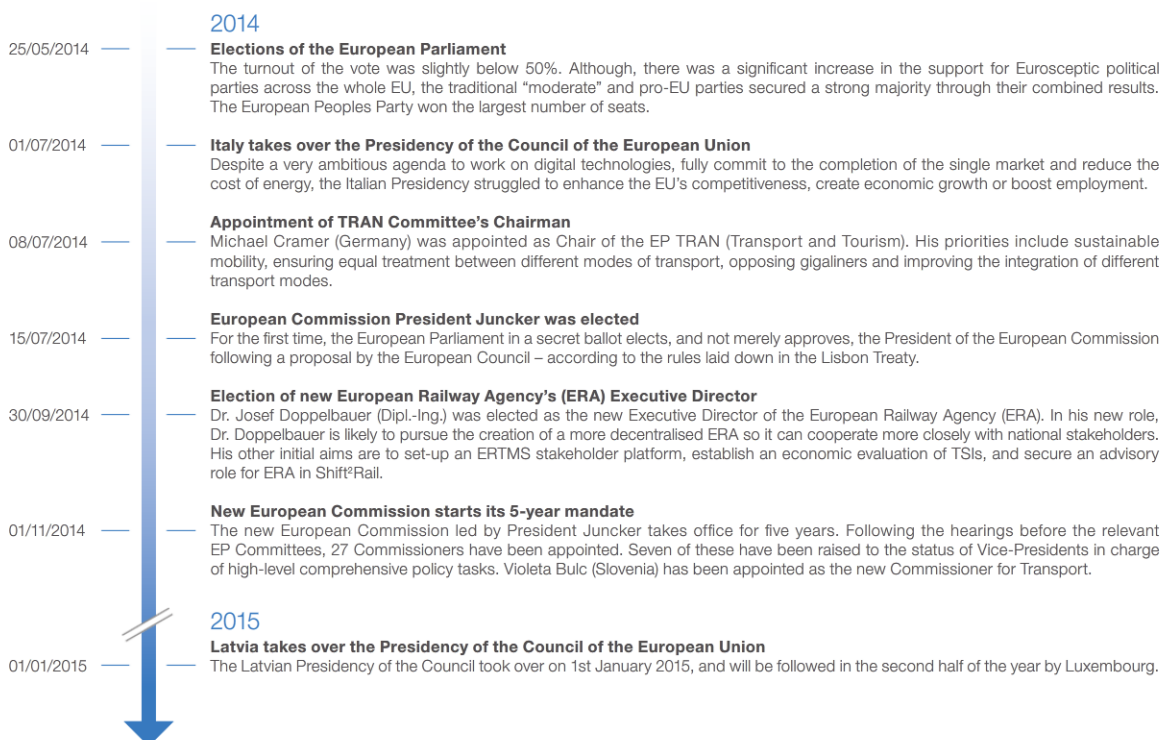 2014
25/05/2014
Elections of the European Parliament
The turnout of the vote was slightly below 50%. Although, there was a significant increase in the support for Eurosceptic political
parties across the whole EU, the traditional “moderate” and pro-EU parties secured a strong majority through their combined results.
The European Peoples Party won the largest number of seats.
01/07/2014
Italy takes over the Presidency of the Council of the European Union
Despite a very ambitious agenda to work on digital technologies, fully commit to the completion of the single market and reduce the
cost of energy, the Italian Presidency struggled to enhance the EU’s competitiveness, create economic growth or boost employment.
08/07/2014
Appointment of TRAN Committee’s Chairman
Michael Cramer (Germany) was appointed as Chair of the EP TRAN (Transport and Tourism). His priorities include sustainable
mobility, ensuring equal treatment between different modes of transport, opposing gigaliners and improving the integration of different
transport modes.
15/07/2014
European Commission President Juncker was elected
For the first time, the European Parliament in a secret ballot elects, and not merely approves, the President of the European Commission
following a proposal by the European Council – according to the rules laid down in the Lisbon Treaty.
30/09/2014
Election of new European Railway Agency’s (ERA) Executive Director
Dr. Josef Doppelbauer (Dipl.-Ing.) was elected as the new Executive Director of the European Railway Agency (ERA). In his new role,
Dr. Doppelbauer is likely to pursue the creation of a more decentralised ERA so it can cooperate more closely with national stakeholders.
His other initial aims are to set-up an ERTMS stakeholder platform, establish an economic evaluation of TSIs, and secure an advisory
role for ERA in Shift²Rail.
01/11/2014
New European Commission starts its 5-year mandate
The new European Commission led by President Juncker takes office for five years. Following the hearings before the relevant
EP Committees, 27 Commissioners have been appointed. Seven of these have been raised to the status of Vice-Presidents in charge
of high-level comprehensive policy tasks. Violeta Bulc (Slovenia) has been appointed as the new Commissioner for Transport.
2015
01/01/2015
Latvia takes over the Presidency of the Council of the European Union
The Latvian Presidency of the Council took over on 1st January 2015, and will be followed in the second half of the year by Luxembourg.